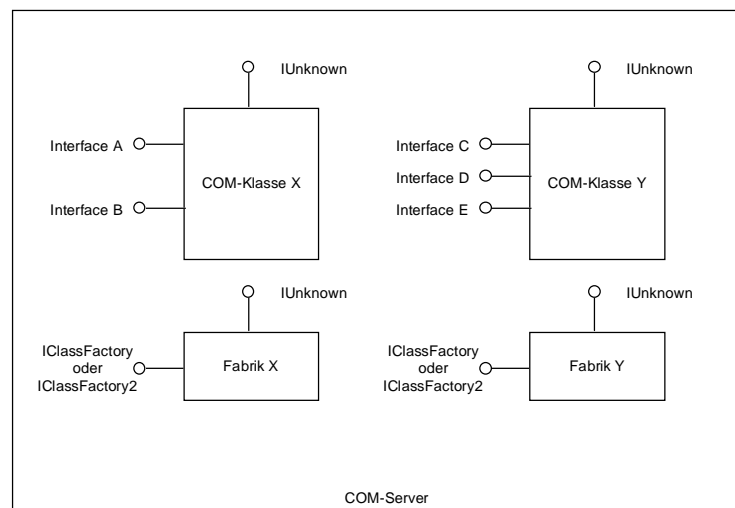 IUnknown
IUnknown
Interface A
COM-Klasse X
Interface B
Interface C
Interface D
COM-Klasse Y
Interface E
IUnknown
IUnknown
IClassFactory
oder
IClassFactory2
Fabrik X
IClassFactory
oder
IClassFactory2
Fabrik Y
COM-Server